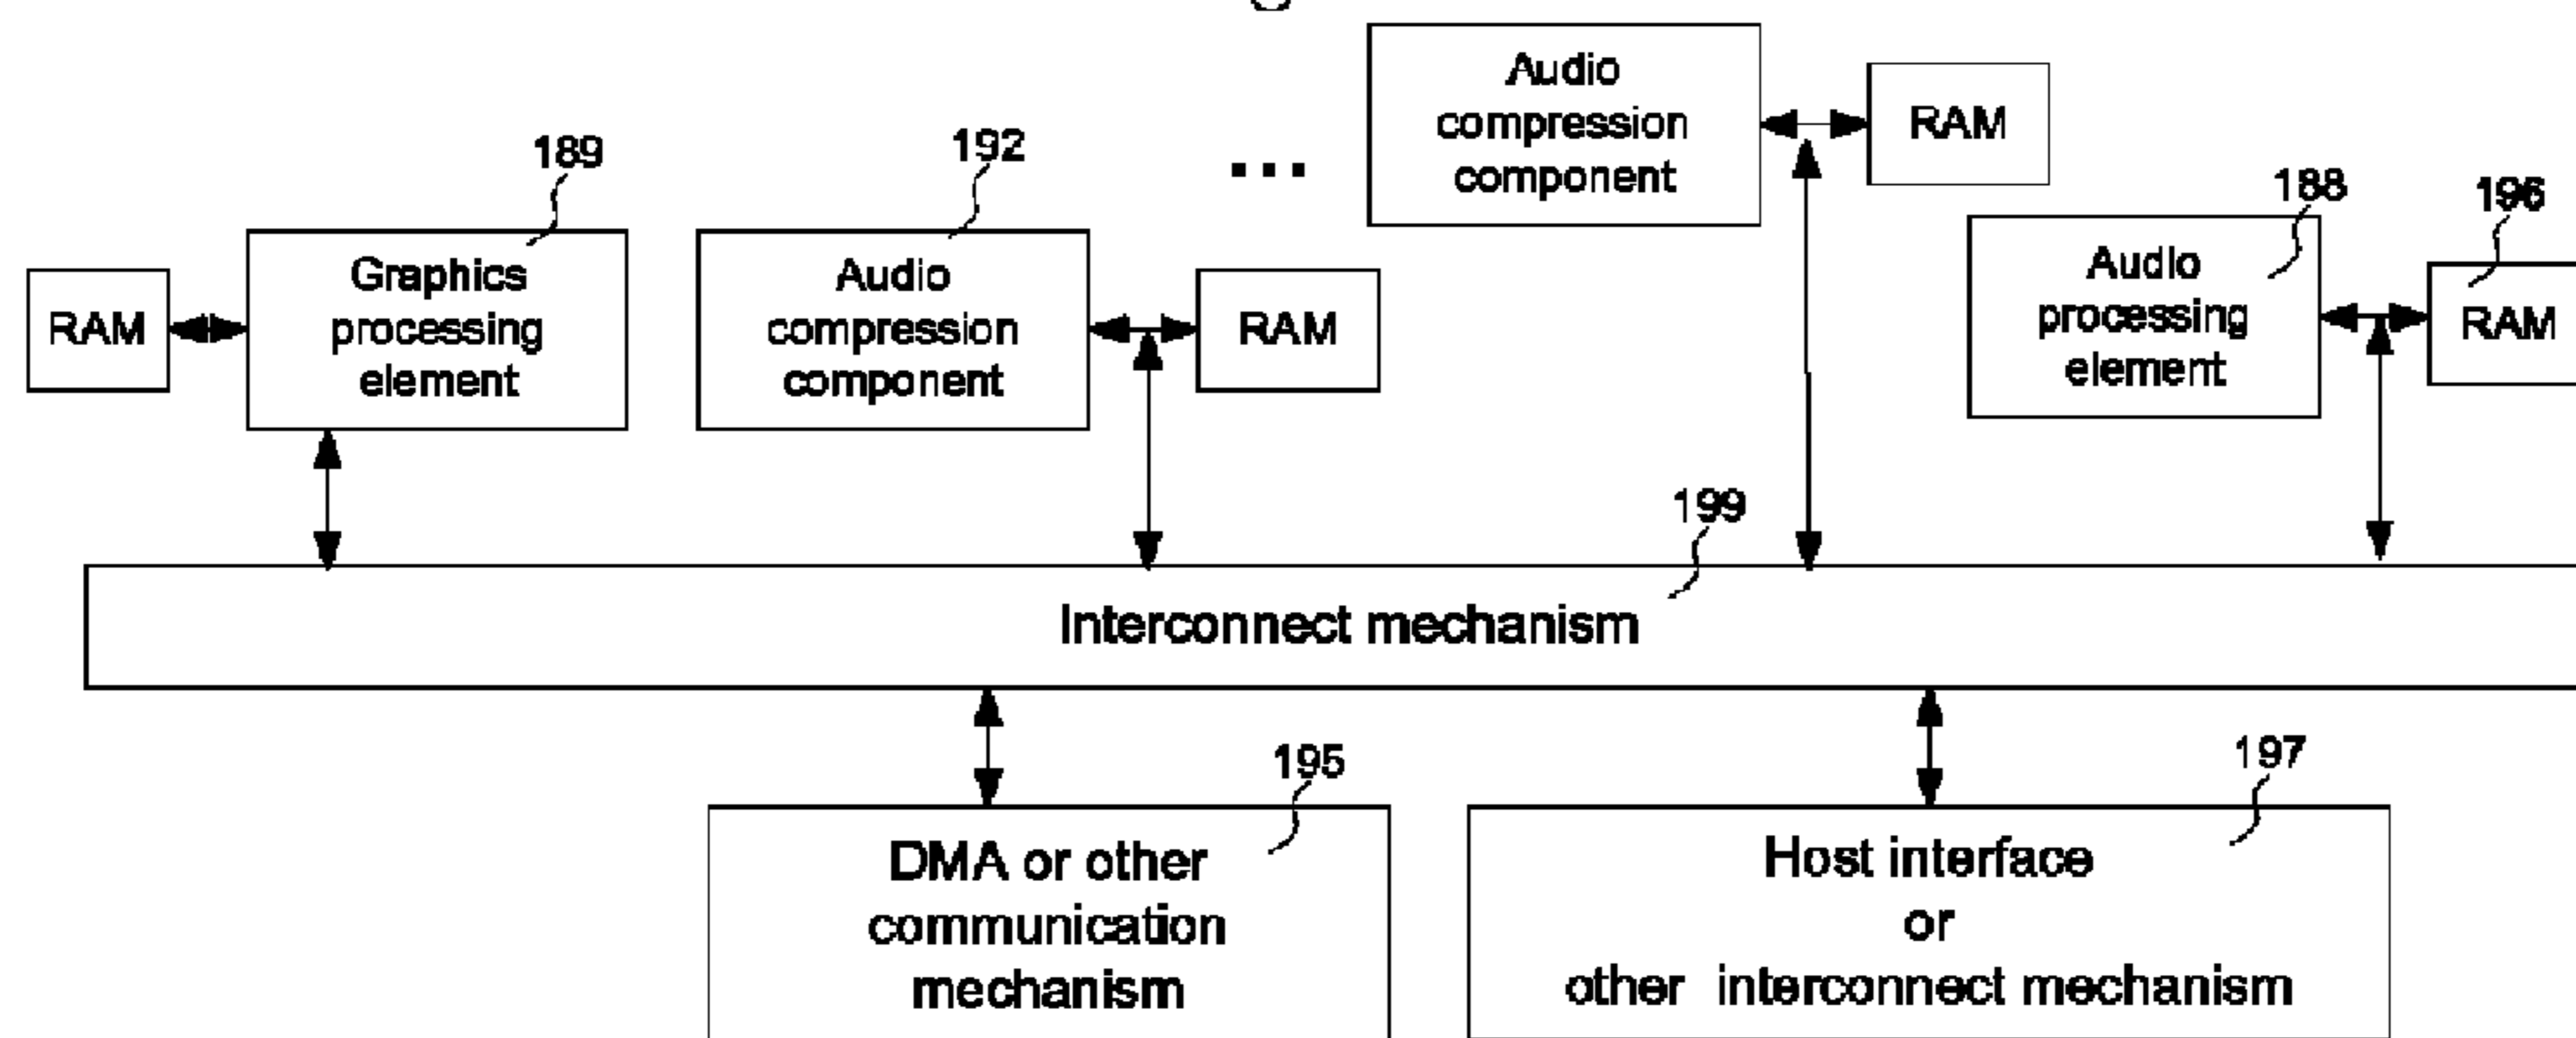 Audio
compression
component
RAM
189
192
...
188
196
RAM
Graphics
processing
element
Audio
compression
component
RAM
Audio
processing
element
RAM
199
Interconnect mechanism
195
197
DMA or other
communication
mechanism
Host interface
or
other interconnect mechanism